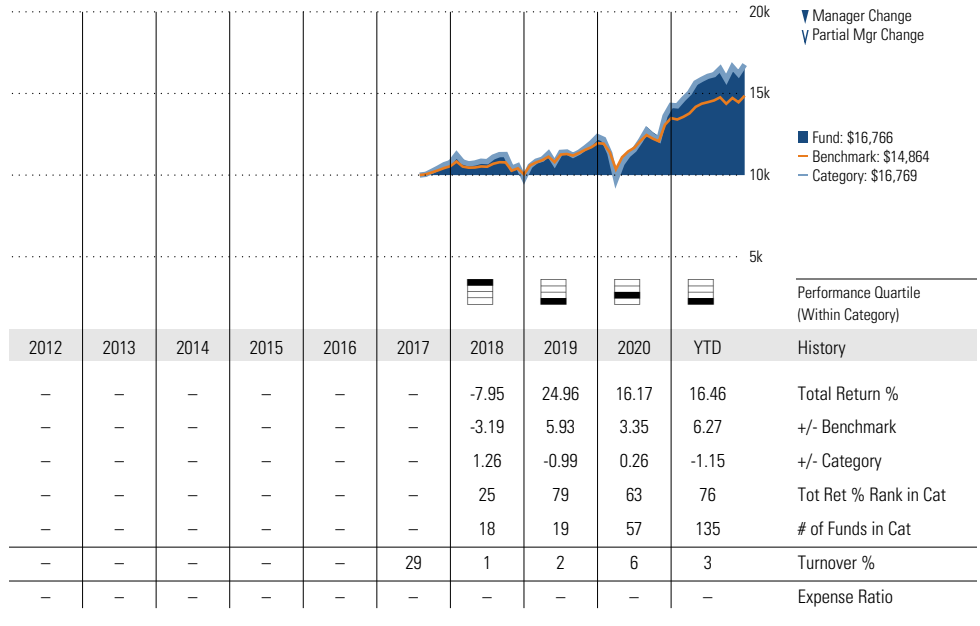 20k
▼ Manager Change
Partial Mgr Change
15k
Fund: $16,766
Benchmark: $14,864
Category: $16,769
10k
5k
Performance Quartile
(Within Category)
2012 2013 2014 2015 2016 2017 2018 2019 2020 YTD History
– – – – – – -7.95 24.96 16.17 16.46 Total Return %
– – – – – – -3.19 5.93 3.35 6.27 +/- Benchmark
– – – – – – 1.26 -0.99 0.26 -1.15 +/- Category
– – – – – – 25 79 63 76 Tot Ret % Rank in Cat
– – – – – – 18 19 57 135 # of Funds in Cat
– – – – – 29 1 2 6 3 Turnover %
– – – – – – – – – – Expense Ratio